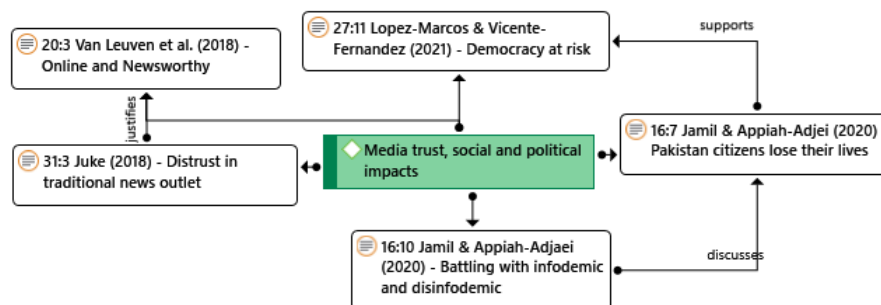 27:11 Lopez-Marcos & Vicente-
Fernandez (2021) - Democracy at risk
supports
20:3 Van Leuven et al. (2018) -
Online and Newsworthy
justifies
16:7 Jamil & Appiah-Adjei (2020)
Pakistan citizens lose their lives
31:3 Juke (2018) - Distrust in
traditional news outlet
Media trust, social and political
impacts
16:10 Jamil & Appiah-Adjaei
(2020) - Battling with infodemic
and disinfodemic
discusses